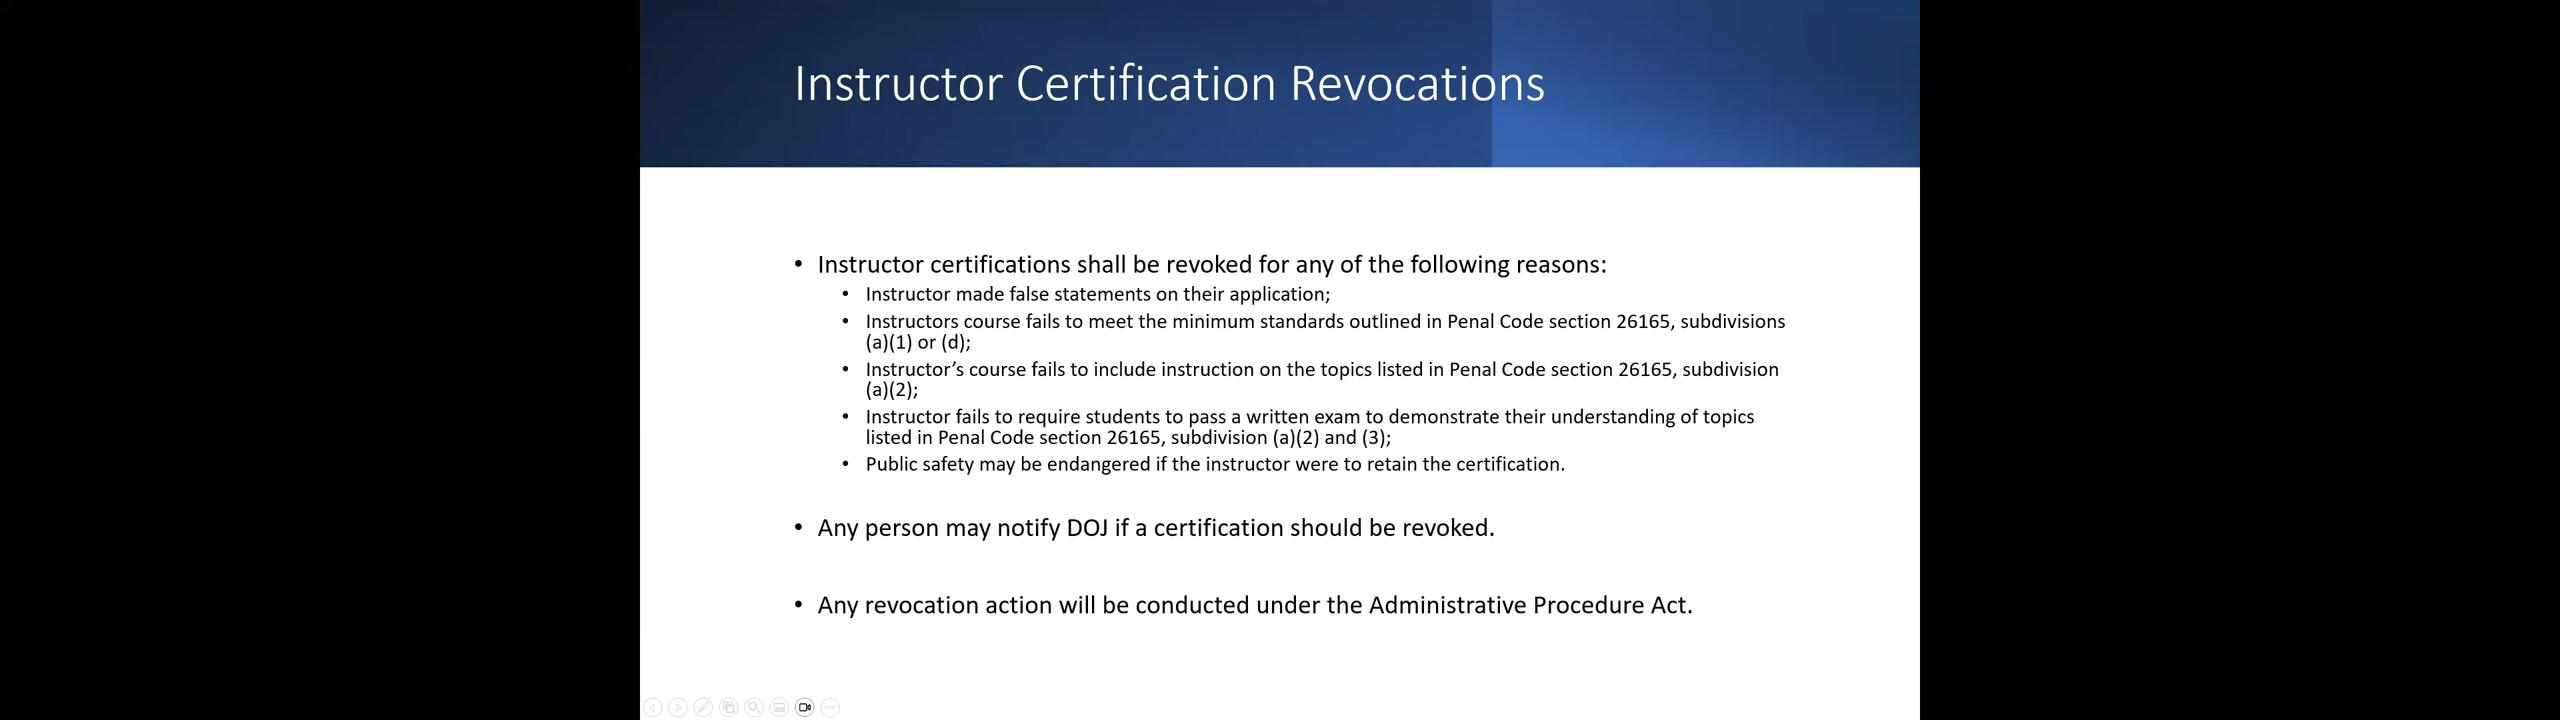 Instructor Certification Revocations
• Instructor certifications shall be revoked for any of the following reasons:
• Instructor made false statements on their application;
• Instructors course fails to meet the minimum standards outlined in Penal Code section 26165, subdivisions
(a)(1) or (d);
• Instructor’s course fails to include instruction on the topics listed in Penal Code section 26165, subdivision
(a)(2);
• Instructor fails to require students to pass a written exam to demonstrate their understanding of topics
listed in Penal Code section 26165, subdivision (a)(2) and (3);
• Public safety may be endangered if the instructor were to retain the certification.
• Any person may notify DOJ if a certification should be revoked.
• Any revocation action will be conducted under the Administrative Procedure Act.